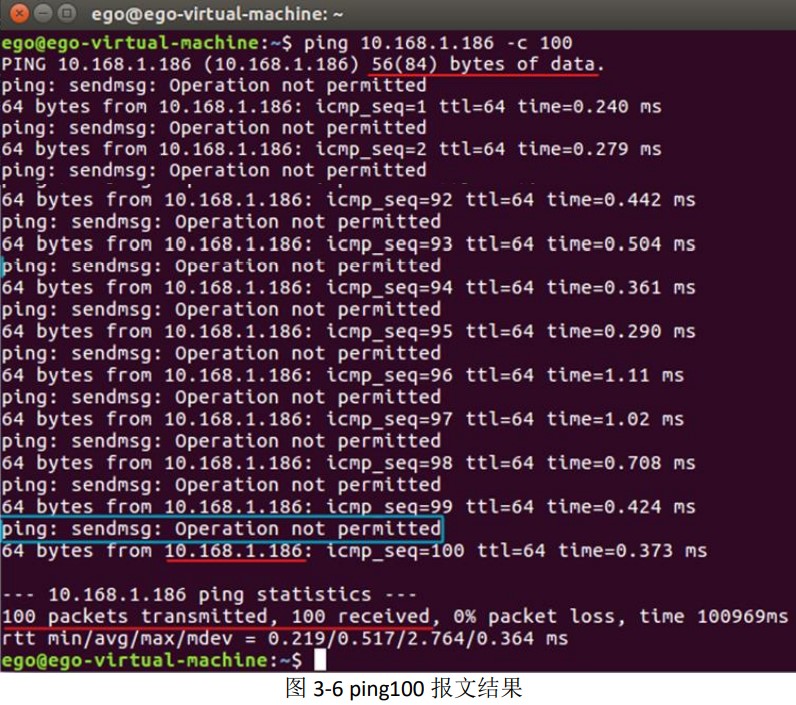 ego@ego-virtual-machine: ~
ego@ego-virtual-machine:~$ ping 10.168.1.186 -c 100
PING 10.168.1.186 (10.168.1.186) 56(84) bytes of data.
ping: sendmsg: Operation not permitted
64 bytes from 10.168.1.186: icmp_seq=1 ttl=64 time=0.240 ms
ping: sendmsg: Operation not permitted
64 bytes from 10.168.1.186: icmp_seq=2 ttl=64 time=0.279 ms
ping: sendmsg: Operation not permitted
64 bytes from 10.168.1.186: icmp_seq=92 ttl=64 time=0.442 ms
ping: sendmsg: Operation not permitted
64 bytes from 10.168.1.186: icmp_seq=93 ttl=64 time=0.504 ms
ping: sendmsg: Operation not permitted
64 bytes from 10.168.1.186: icmp_seq=94 ttl=64 time=0.361 ms
64 bytes from 10.168.1.186: icmp_seq=95 ttl=64 time=0.290 ms
ping: sendmsg: Operation not permitted
64 bytes from 10.168.1.186: icmp_seq=96 ttl=64 time=1.11 ms
ping: sendmsg: Operation not permitted
64 bytes from 10.168.1.186: icmp_seq=97 ttl=64 time=1.02 ms
ping: sendmsg: Operation not permitted
64 bytes from 10.168.1.186: icmp_seq=98 ttl=64 time=0.708 ms
ping: sendmsg: Operation not permitted
64 bytes from 10.168.1.186: icmp_seq=99 ttl=64 time=0.424 ms
ping: sendmsg: Operation not permitted
64 bytes from 10.168.1.186: icmp_seq=100 ttl=64 time=0.373 ms
--- 10.168.1.186 ping statistics ---
100 packets transmitted, 100 received, 0% packet loss, time 100969ms
rtt min/avg/max/mdev = 0.219/0.517/2.764/0.364 ms
ego@ego-virtual-machine:~$
图 3-6 ping100 报文结果